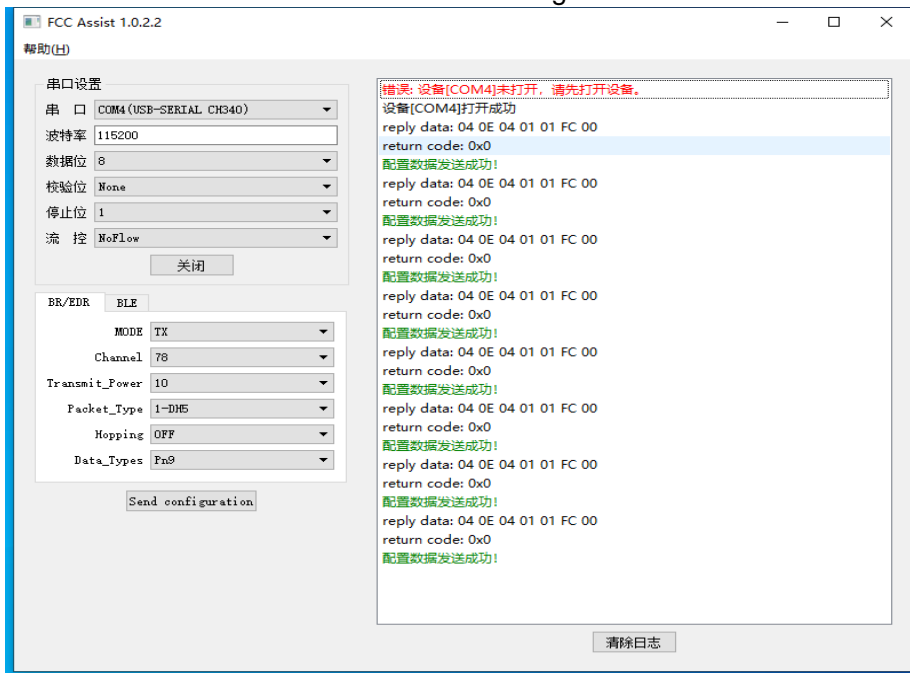 FCC Assist 1.0.2.2
帮助(H)
串口设置
串 口 COM4(USB-SERIAL CH340)
波特率 115200
数据位 8
校验位 None
停止位 1
流 控 NoFlow
关闭
BR/EDR BLE
MODE TX
Channel 78
Transmit_Power 10
Packet_Type 1-DH5
Hopping OFF
Data_Types Pn9
Send configuration
错误: 设备[COM4]未打开，请先打开设备。
设备[COM4]打开成功
reply data: 04 0E 04 01 01 FC 00
return code: 0x0
配置数据发送成功!
reply data: 04 0E 04 01 01 FC 00
return code: 0x0
配置数据发送成功!
reply data: 04 0E 04 01 01 FC 00
return code: 0x0
配置数据发送成功!
reply data: 04 0E 04 01 01 FC 00
return code: 0x0
配置数据发送成功!
reply data: 04 0E 04 01 01 FC 00
return code: 0x0
配置数据发送成功!
reply data: 04 0E 04 01 01 FC 00
return code: 0x0
配置数据发送成功!
reply data: 04 0E 04 01 01 FC 00
return code: 0x0
配置数据发送成功!
reply data: 04 0E 04 01 01 FC 00
return code: 0x0
配置数据发送成功!
清除日志